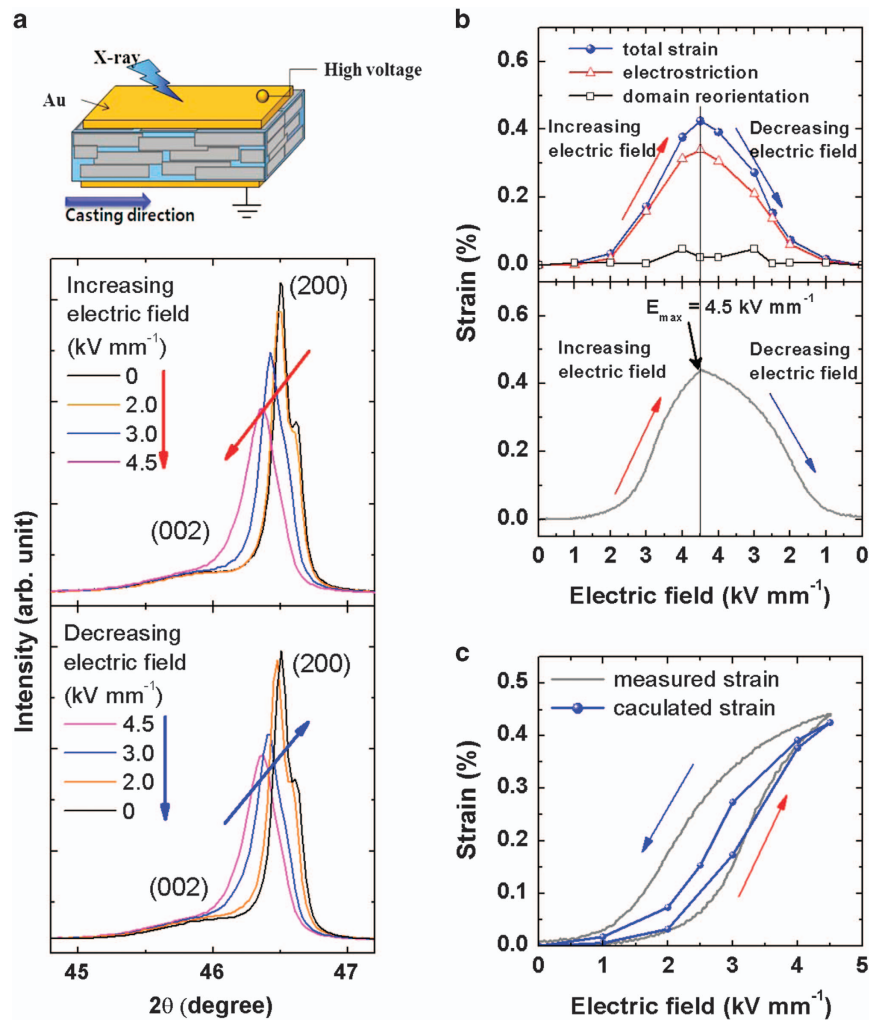 a
X-ray
High voltage
Au
Casting direction
Increasing
electric field
(kV mm⁻¹)
0
2.0
3.0
4.5
(200)
(002)
Decreasing
electric field
(kV mm⁻¹)
4.5
3.0
2.0
0
(200)
(002)
Intensity (arb. unit)
45 46 47
2θ (degree)
b
total strain
electrostriction
domain reorientation
Increasing
electric field
Decreasing
electric field
0.6
0.4
0.2
0.0
Eₘₐₓ = 4.5 kV mm⁻¹
Increasing
electric field
Decreasing
electric field
0.6
0.4
0.2
0.0
Strain (%)
0 1 2 3 4 4 3 2 1 0
Electric field (kV mm⁻¹)
c
measured strain
caculated strain
0.5
0.4
0.3
0.2
0.1
0.0
Strain (%)
0 1 2 3 4 5
Electric field (kV mm⁻¹)